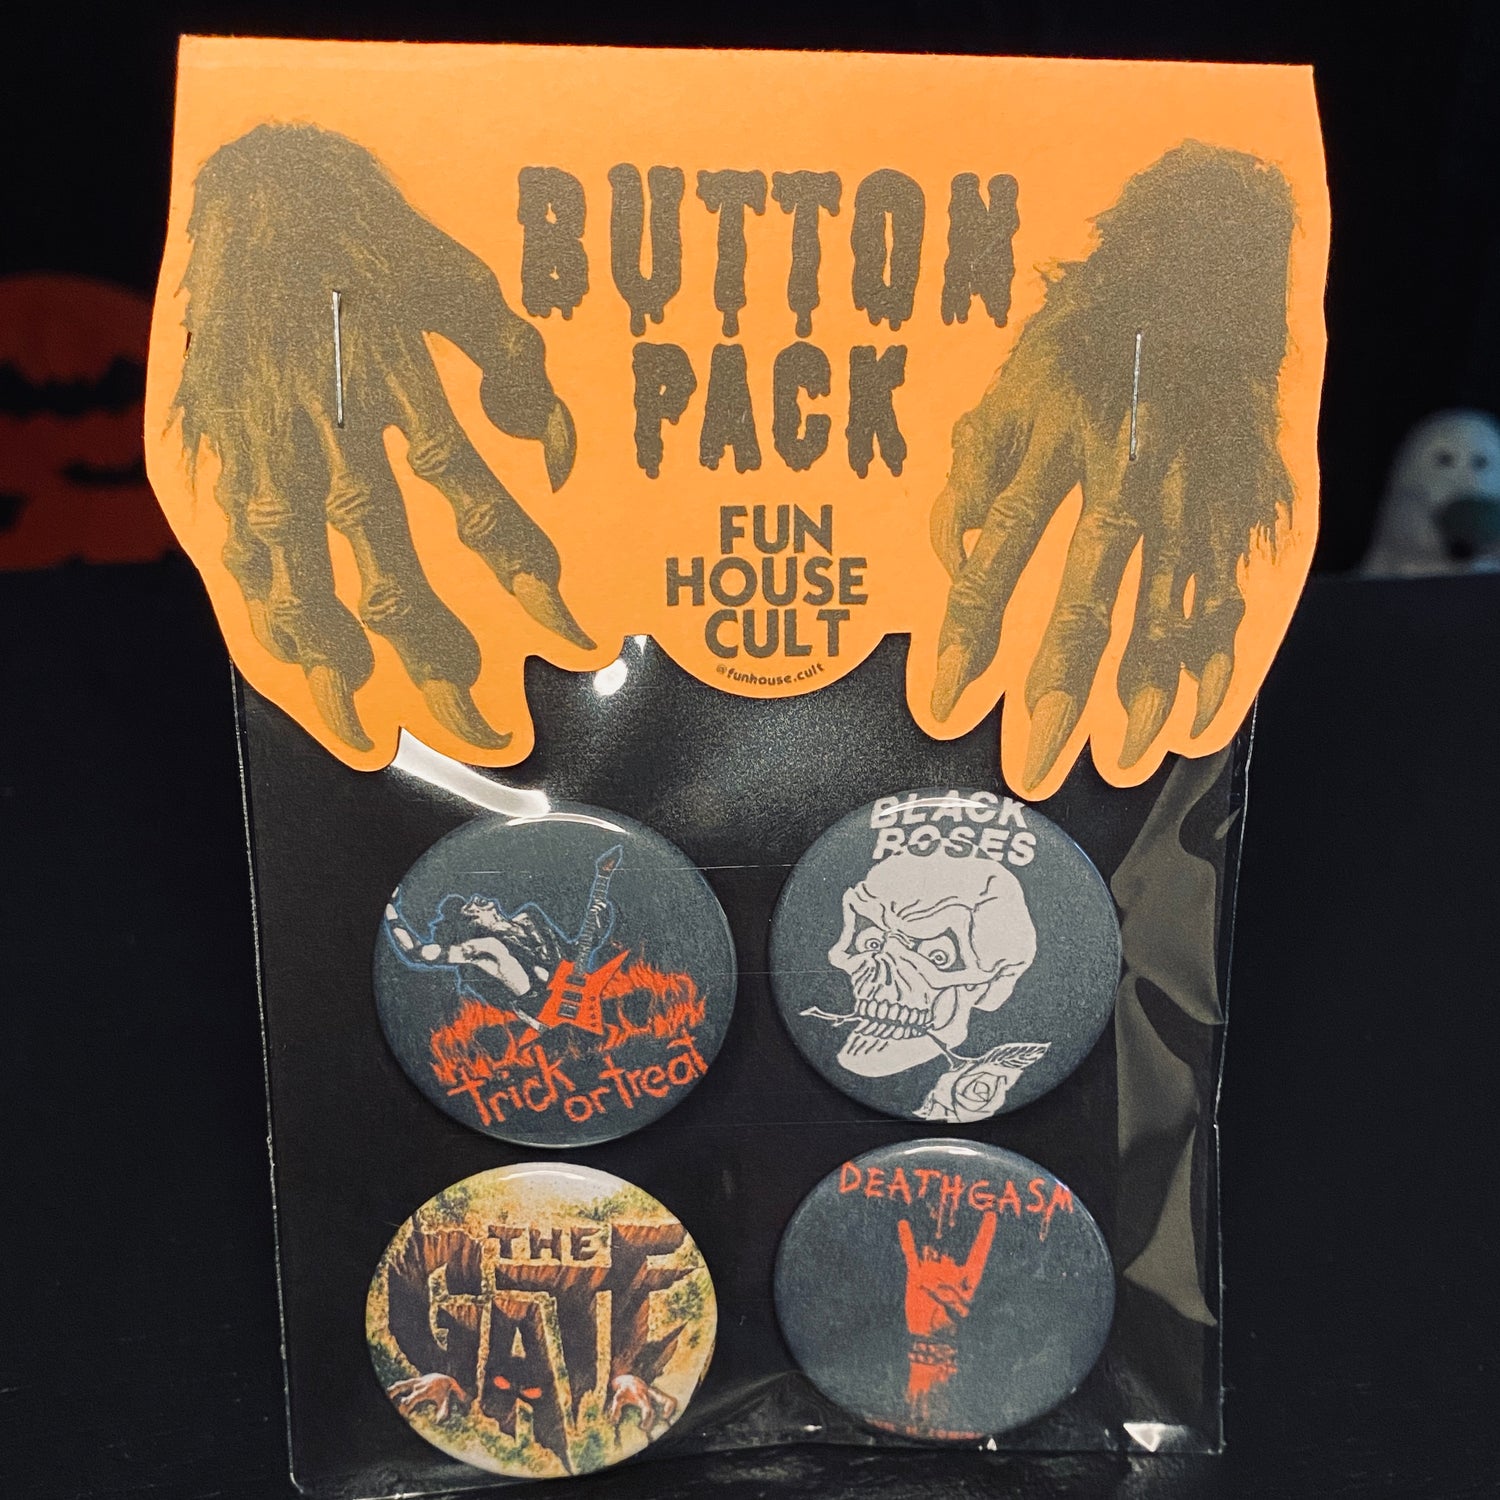 BUTTON
PACK
FUN
HOUSE
CULT
@funhouse.cult
BLACK
ROSES
trick
or treat
DEATHGASM
THE
GATE